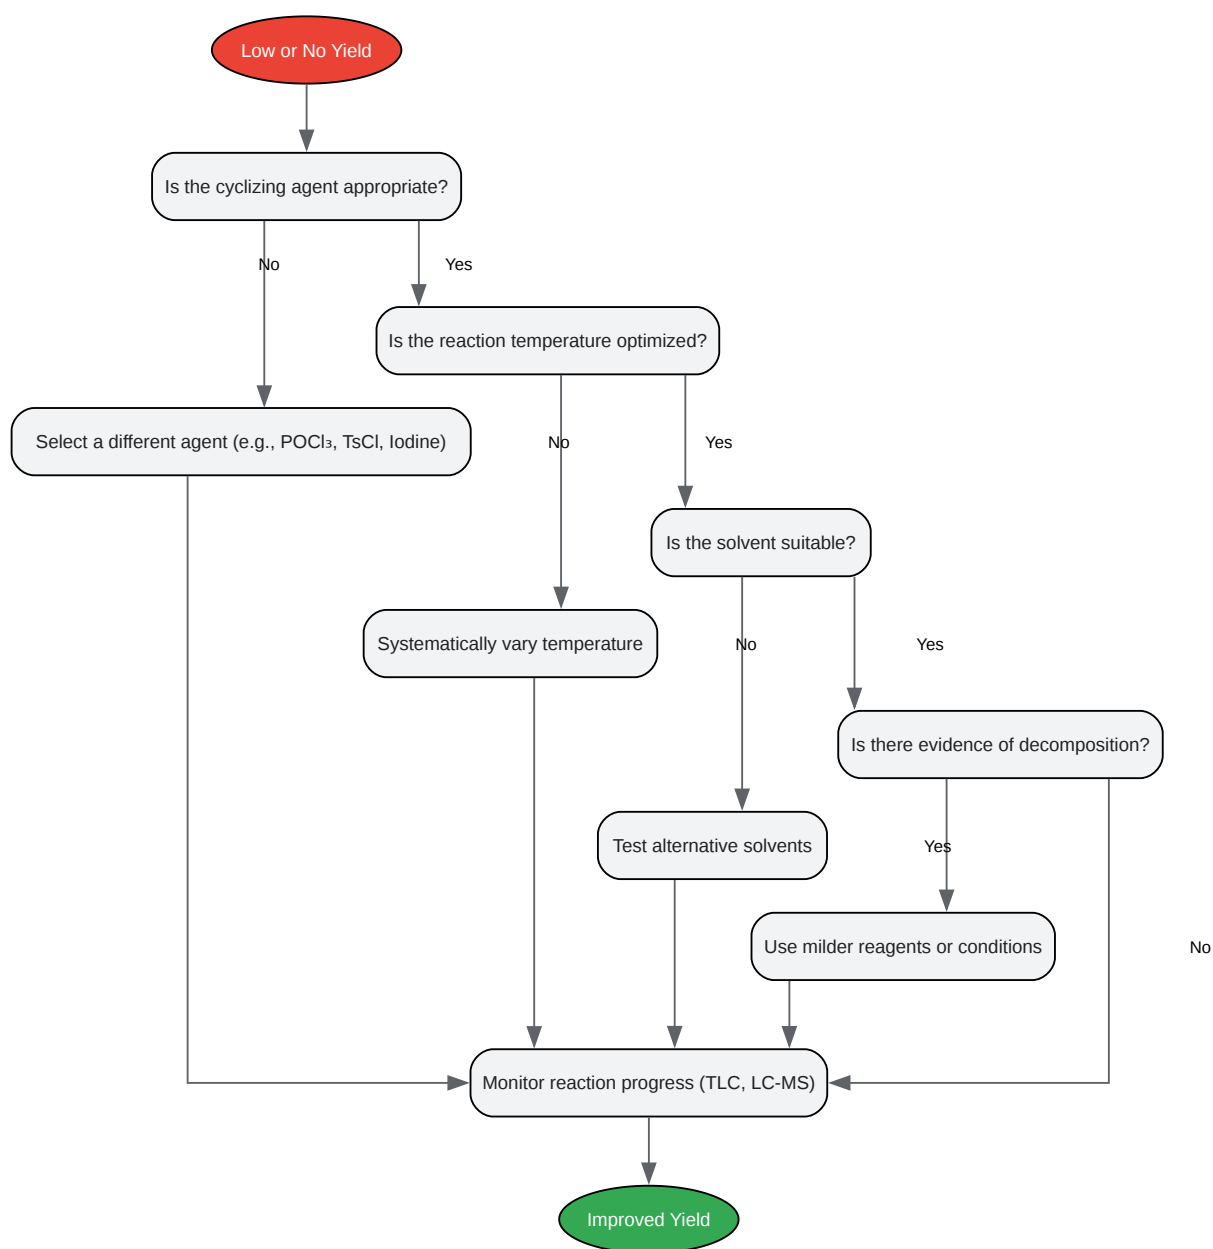 Low or No Yield
Is the cyclizing agent appropriate?
No
Yes
Is the reaction temperature optimized?
Select a different agent (e.g., POCl₃, TsCl, Iodine)
No
Yes
Is the solvent suitable?
Systematically vary temperature
No
Yes
Is there evidence of decomposition?
Test alternative solvents
Yes
Use milder reagents or conditions
No
Monitor reaction progress (TLC, LC-MS)
Improved Yield